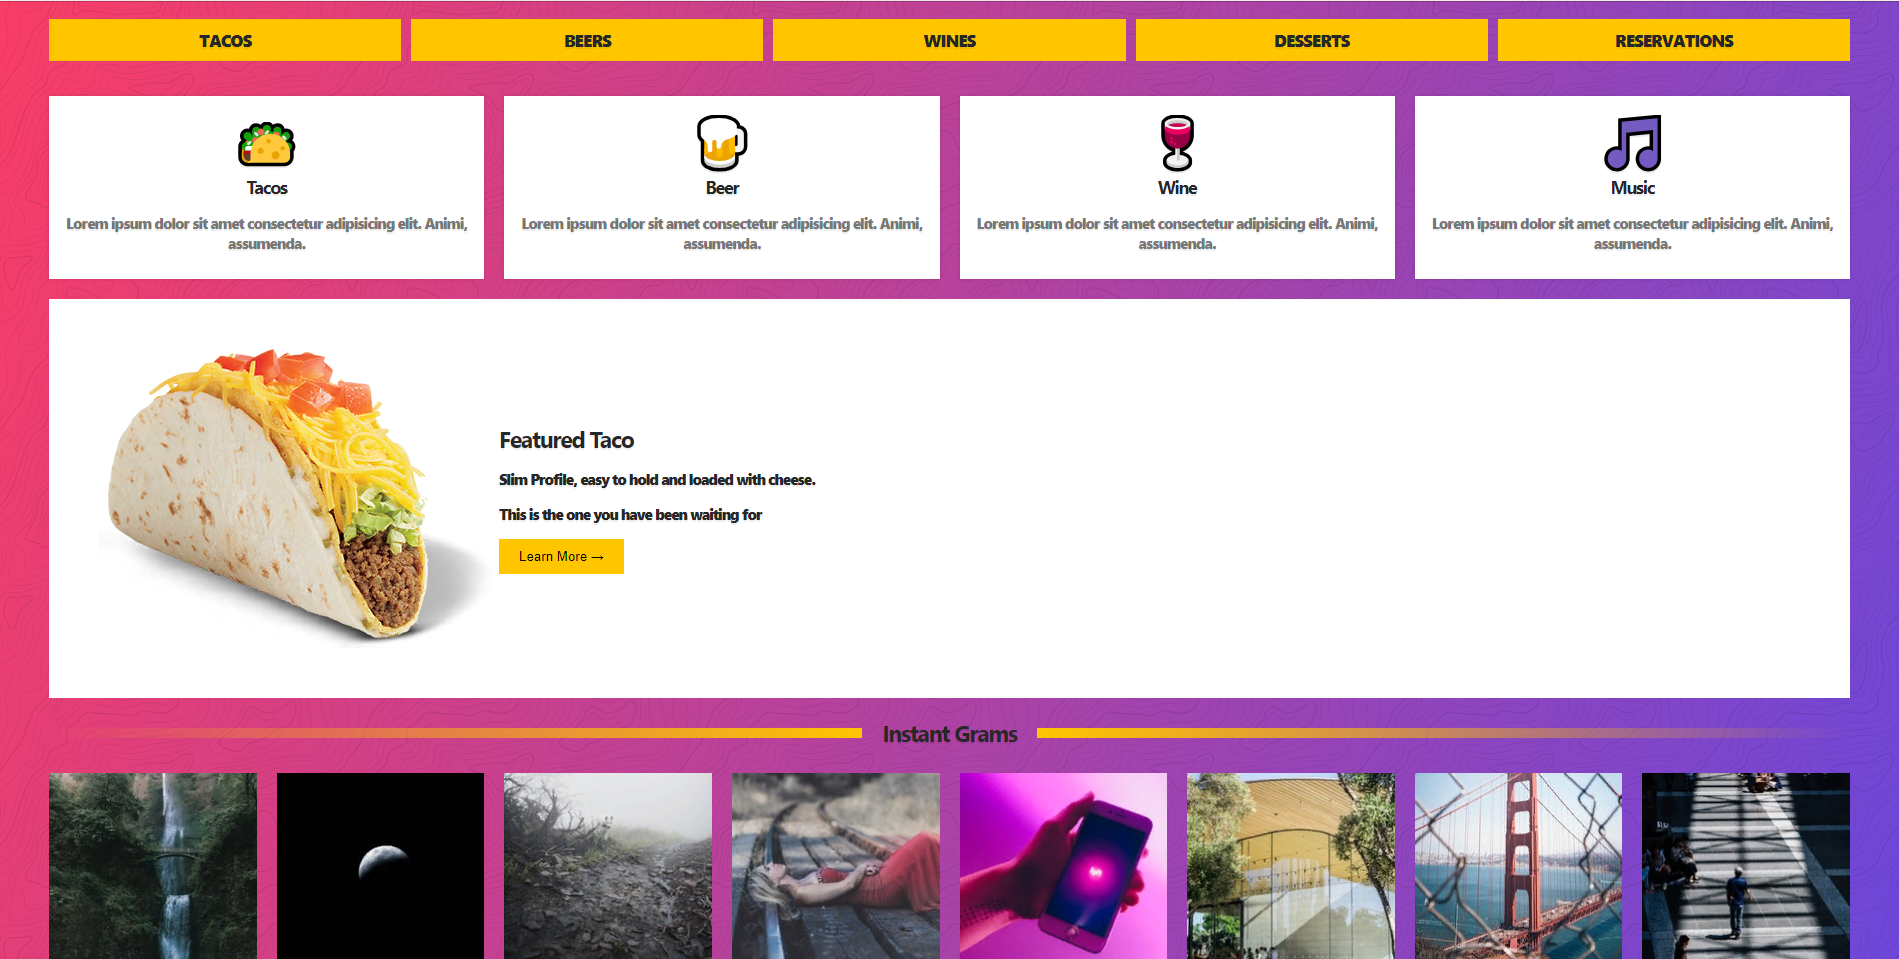 TACOS BEERS WINES DESSERTS RESERVATIONS
Tacos
Lorem ipsum dolor sit amet consectetur adipisicing elit. Animi,
assumenda.
Beer
Lorem ipsum dolor sit amet consectetur adipisicing elit. Animi,
assumenda.
Wine
Lorem ipsum dolor sit amet consectetur adipisicing elit. Animi,
assumenda.
Music
Lorem ipsum dolor sit amet consectetur adipisicing elit. Animi,
assumenda.
Featured Taco
Slim Profile, easy to hold and loaded with cheese.
This is the one you have been waiting for
Learn More →
Instant Grams